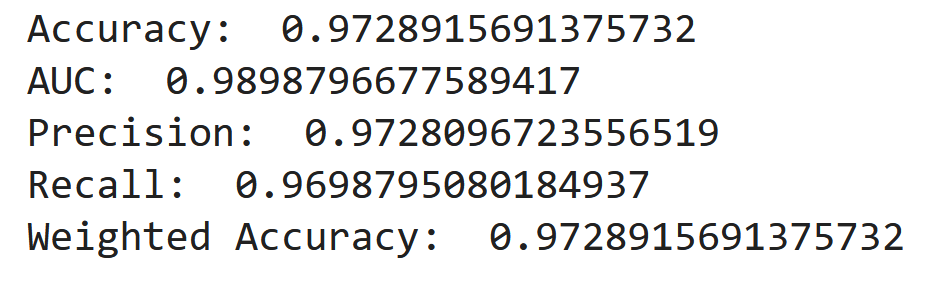 Accuracy:  0.9728915691375732
AUC:  0.9898796677589417
Precision:  0.9728096723556519
Recall:  0.9698795080184937
Weighted Accuracy:  0.9728915691375732